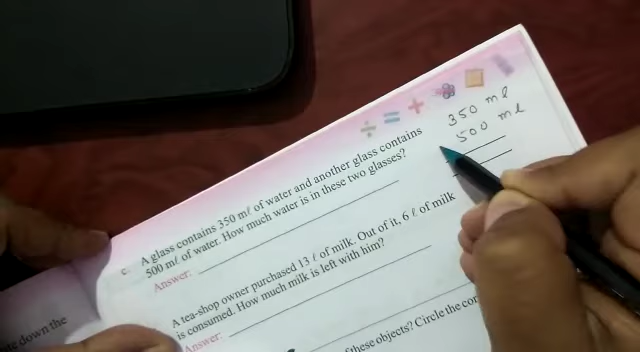 ÷ = +
350 ml
500 ml
c. A glass contains 350 mℓ of water and another glass contains
500 mℓ of water. How much water is in these two glasses?
Answer:
A tea-shop owner purchased 13 ℓ of milk. Out of it, 6 ℓ of milk
is consumed. How much milk is left with him?
Answer:
down the
of these objects? Circle the